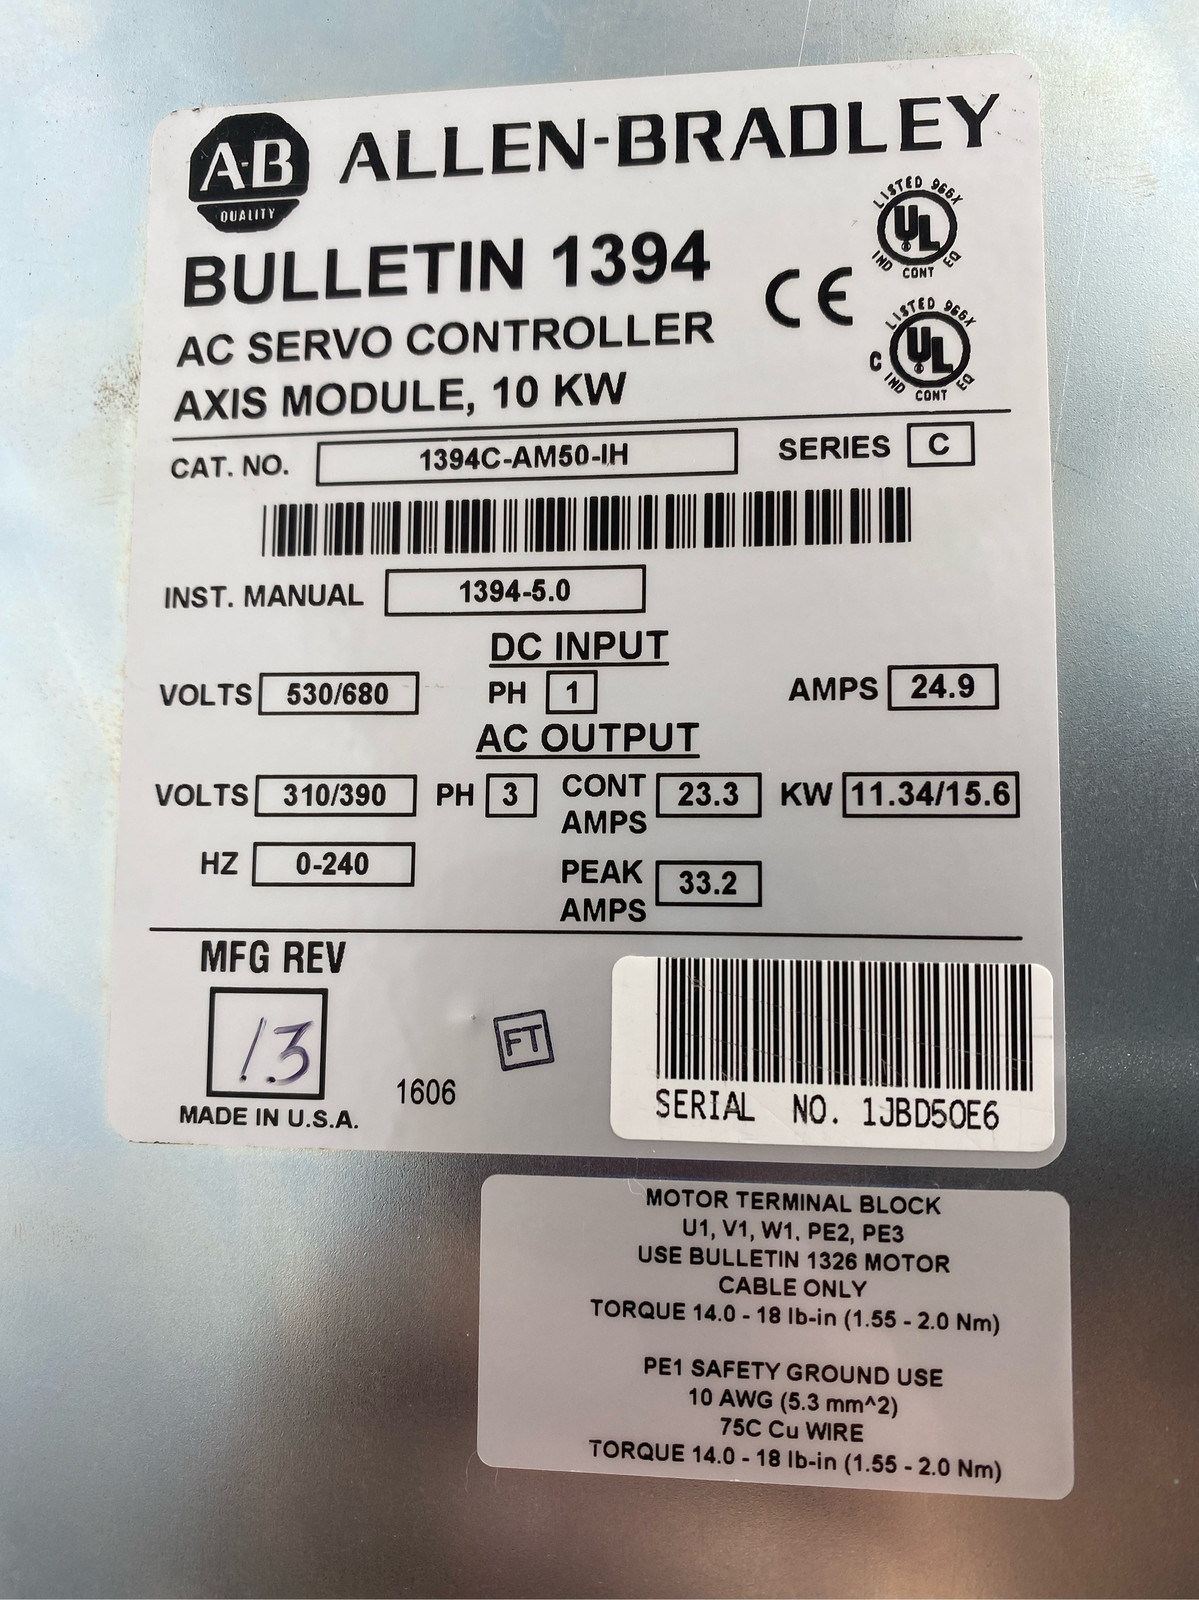 A-B
QUALITY
ALLEN-BRADLEY
BULLETIN 1394
AC SERVO CONTROLLER
AXIS MODULE, 10 KW
CE
LISTED 966X
UL
IND CONT EQ
LISTED 966X
C UL
IND CONT EQ
CAT. NO. 1394C-AM50-IH SERIES C
INST. MANUAL 1394-5.0
DC INPUT
VOLTS 530/680 PH 1 AMPS 24.9
AC OUTPUT
VOLTS 310/390 PH 3 CONT AMPS 23.3 KW 11.34/15.6
HZ 0-240 PEAK AMPS 33.2
MFG REV
13
MADE IN U.S.A.
1606
FT
SERIAL NO. 1JBD50E6
MOTOR TERMINAL BLOCK
U1, V1, W1, PE2, PE3
USE BULLETIN 1326 MOTOR
CABLE ONLY
TORQUE 14.0 - 18 lb-in (1.55 - 2.0 Nm)
PE1 SAFETY GROUND USE
10 AWG (5.3 mm^2)
75C Cu WIRE
TORQUE 14.0 - 18 lb-in (1.55 - 2.0 Nm)